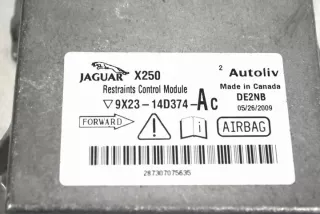 JAGUAR X250
2 Autoliv
Restraints Control Module
Made in Canada
▽9X23-14D374-AC
DE2NB
05/26/2009
FORWARD
AIRBAG
287307075635